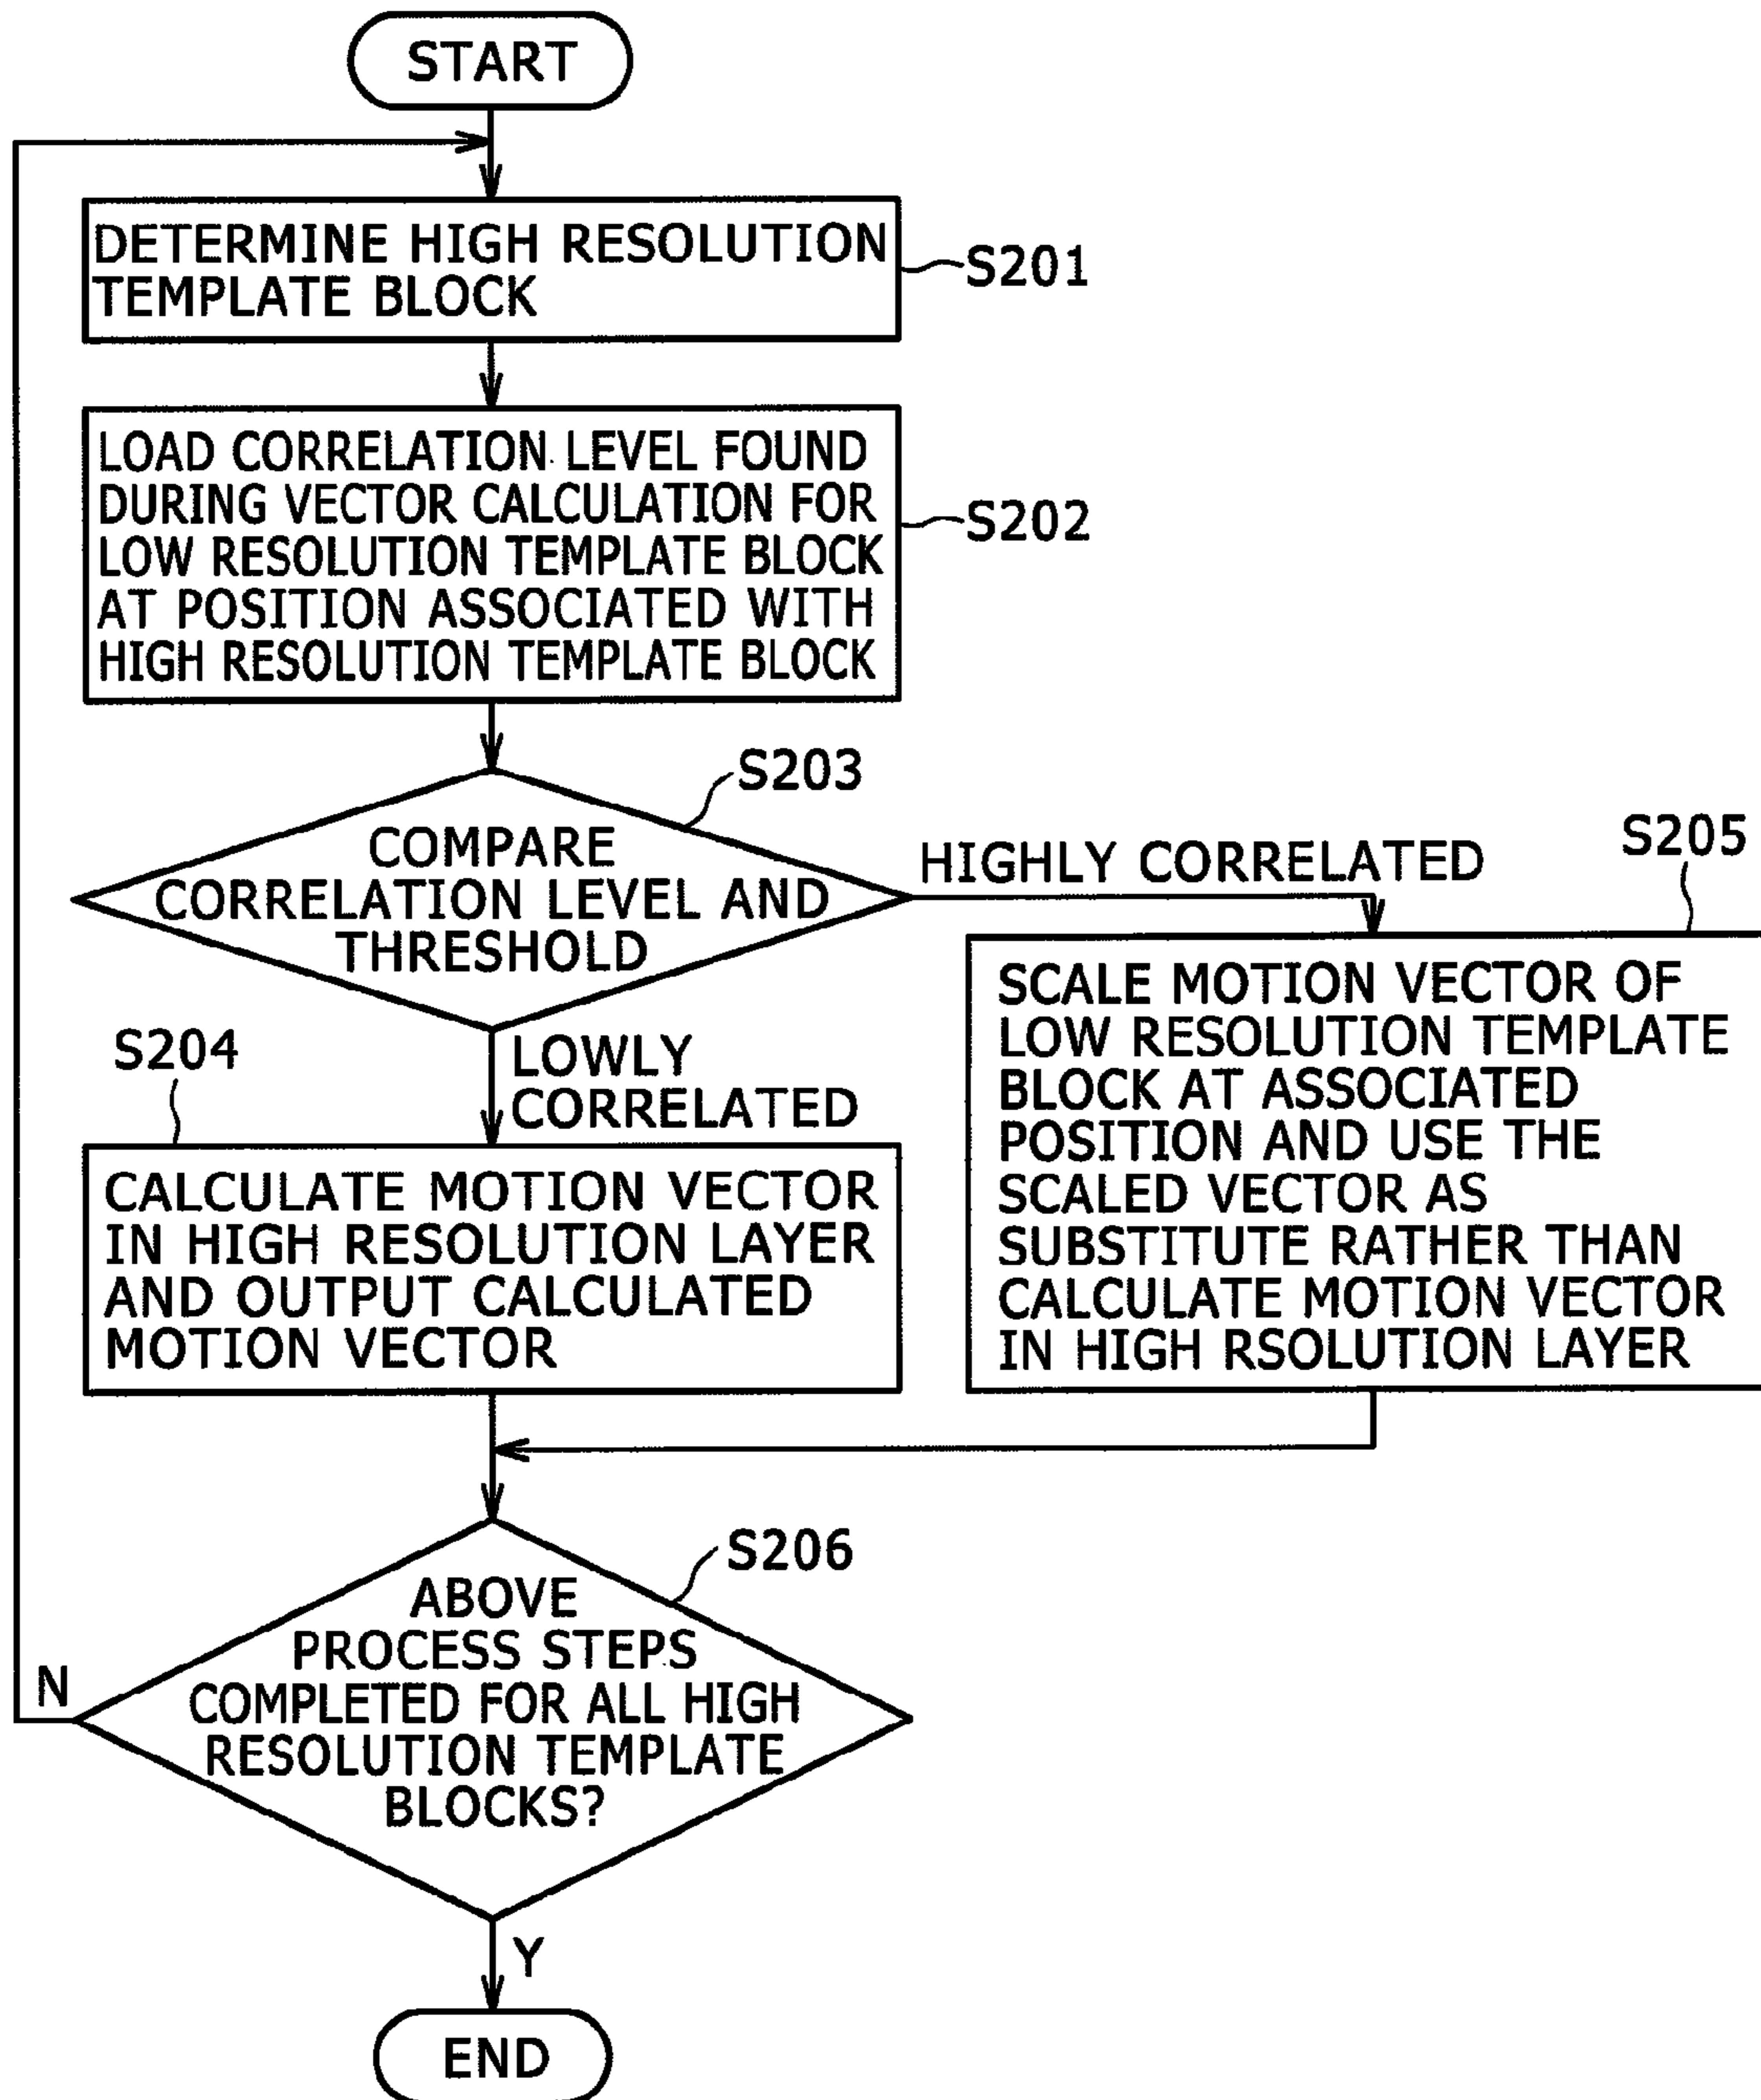 START
DETERMINE HIGH RESOLUTION
TEMPLATE BLOCK
S201
LOAD CORRELATION LEVEL FOUND
DURING VECTOR CALCULATION FOR
LOW RESOLUTION TEMPLATE BLOCK
AT POSITION ASSOCIATED WITH
HIGH RESOLUTION TEMPLATE BLOCK
S202
S203
COMPARE
CORRELATION LEVEL AND
THRESHOLD
HIGHLY CORRELATED
S205
SCALE MOTION VECTOR OF
LOW RESOLUTION TEMPLATE
BLOCK AT ASSOCIATED
POSITION AND USE THE
SCALED VECTOR AS
SUBSTITUTE RATHER THAN
CALCULATE MOTION VECTOR
IN HIGH RSOLUTION LAYER
LOWLY
CORRELATED
S204
CALCULATE MOTION VECTOR
IN HIGH RESOLUTION LAYER
AND OUTPUT CALCULATED
MOTION VECTOR
S206
ABOVE
PROCESS STEPS
COMPLETED FOR ALL HIGH
RESOLUTION TEMPLATE
BLOCKS?
N
Y
END